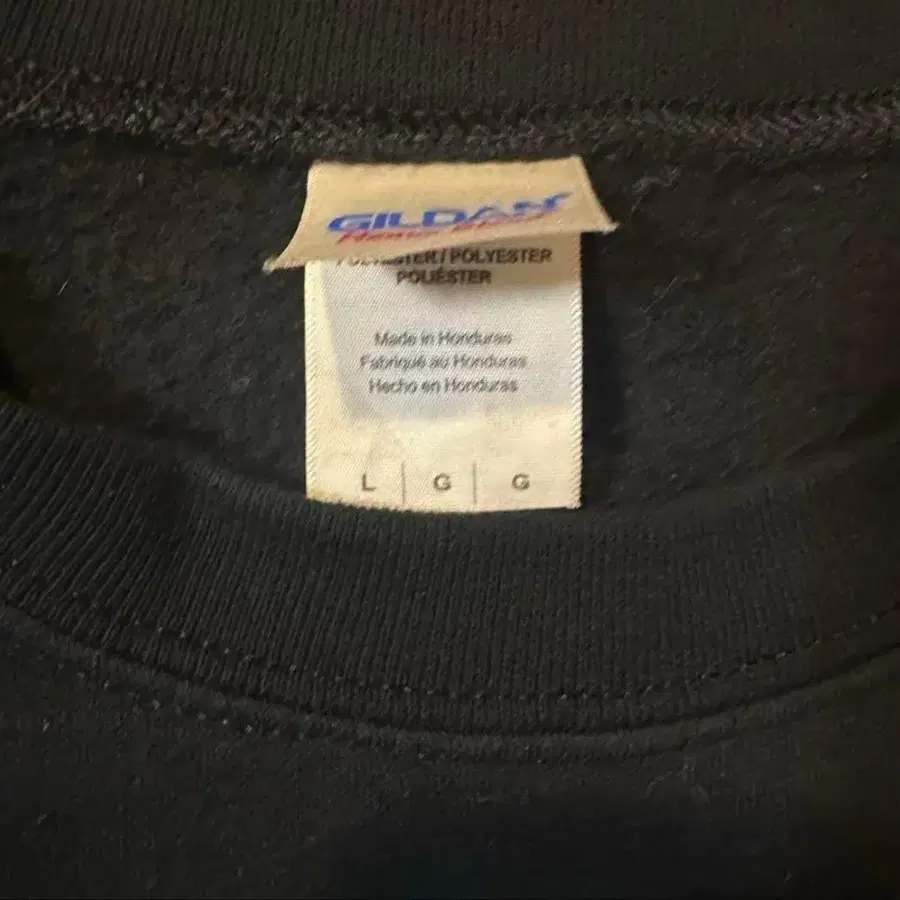 GILDAN
POLYESTER / POLYESTER
POLIÉSTER
Made in Honduras
Fabriqué au Honduras
Hecho en Honduras
L | G | G